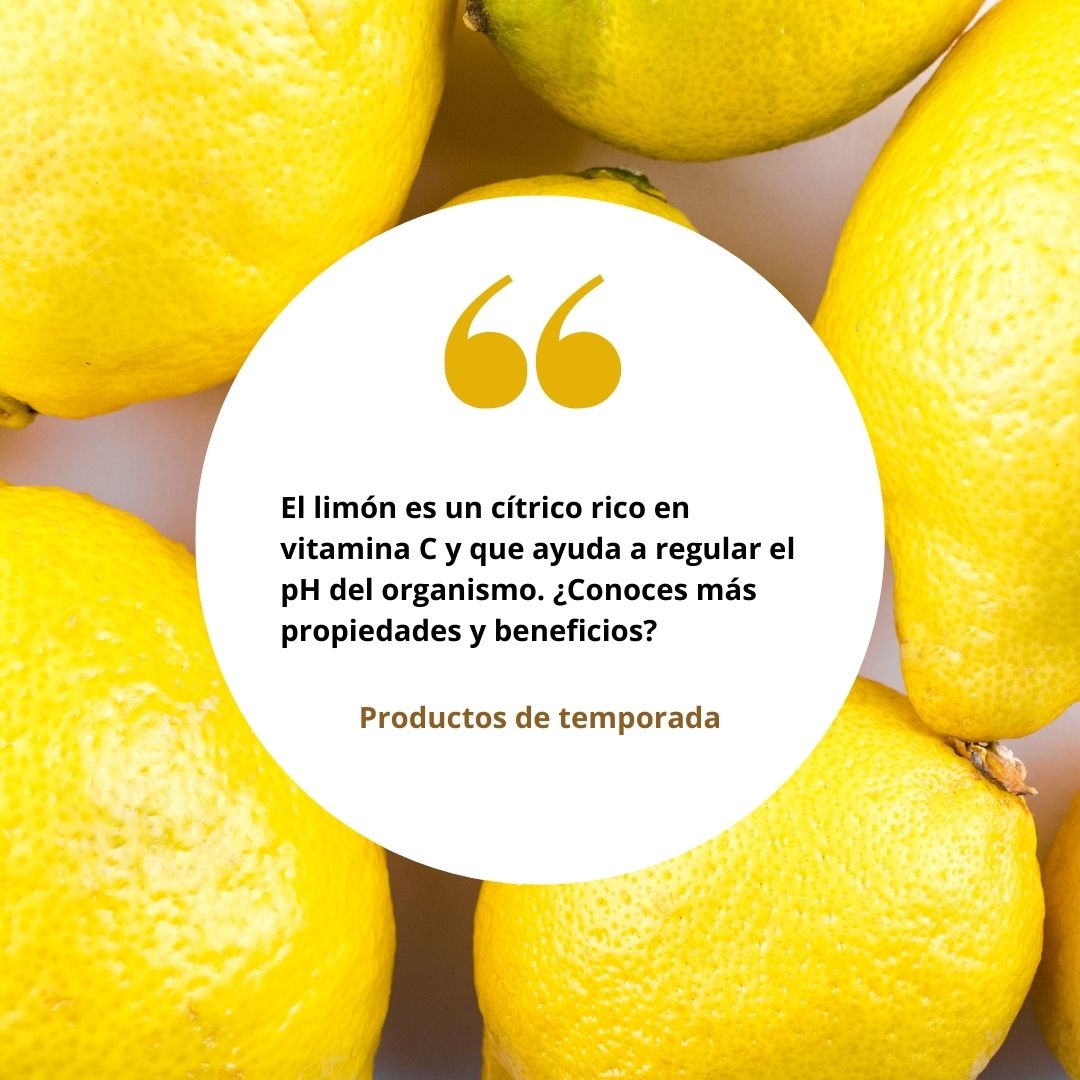 “
El limón es un cítrico rico en
vitamina C y que ayuda a regular el
pH del organismo. ¿Conoces más
propiedades y beneficios?
Productos de temporada